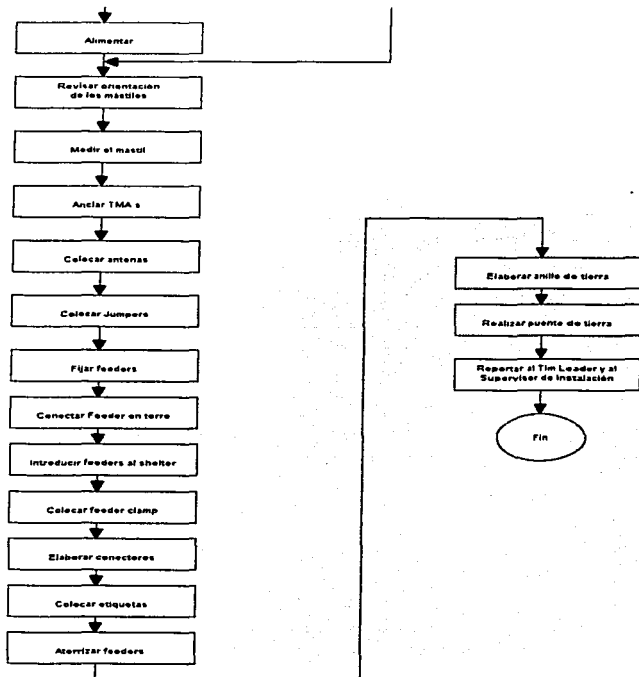 Alimentar
Revisar orientación
de los mástiles
Medir el mastil
Anclar TMA s
Colocar antenas
Colocar Jumpers
Fijar feeders
Conectar Feeder en torre
Introducir feeders al shelter
Colocar feeder clamp
Elaborar conectores
Colocar etiquetas
Aterrizar feeders
Elaborar anillo de tierra
Realizar puente de tierra
Reportar al Tim Leader y al
Supervisor de Instalación
Fin